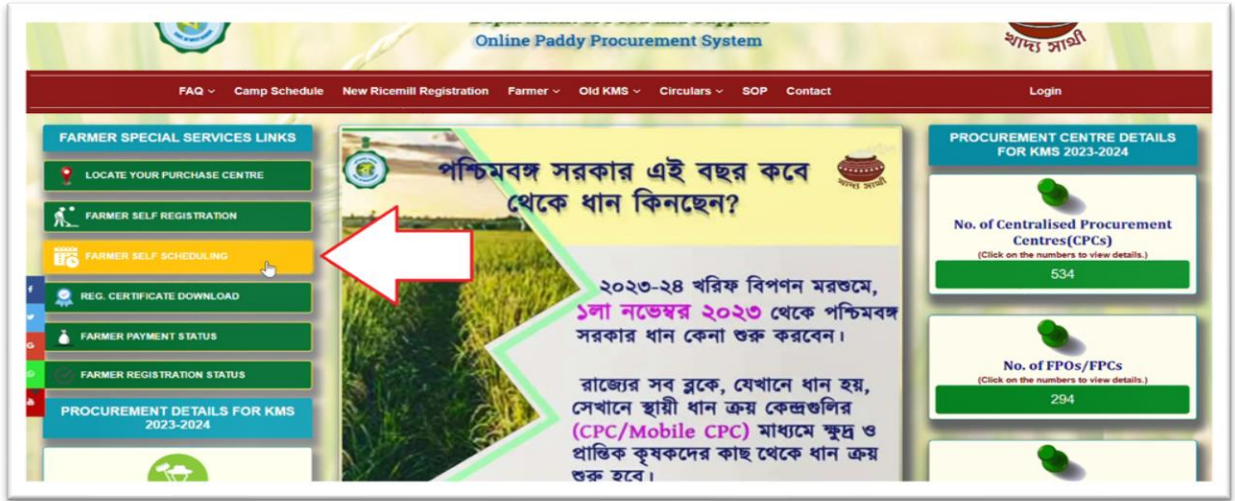 Online Paddy Procurement System
খাদ্য সাথী
FAQ Camp Schedule New Ricemill Registration Farmer Old KMS Circulars SOP Contact Login
FARMER SPECIAL SERVICES LINKS
LOCATE YOUR PURCHASE CENTRE
FARMER SELF REGISTRATION
FARMER SELF SCHEDULING
REG. CERTIFICATE DOWNLOAD
FARMER PAYMENT STATUS
FARMER REGISTRATION STATUS
PROCUREMENT DETAILS FOR KMS
2023-2024
পশ্চিমবঙ্গ সরকার এই বছর কবে
থেকে ধান কিনছেন?
খাদ্য সাথী
২০২৩-২৪ খরিফ বিপণন মরশুমে,
১লা নভেম্বর ২০২৩ থেকে পশ্চিমবঙ্গ
সরকার ধান কেনা শুরু করবেন।
রাজ্যের সব ব্লকে, যেখানে ধান হয়,
সেখানে স্থায়ী ধান ক্রয় কেন্দ্রগুলির
(CPC/Mobile CPC) মাধ্যমে ক্ষুদ্র ও
প্রান্তিক কৃষকদের কাছ থেকে ধান ক্রয়
শুরু হবে।
PROCUREMENT CENTRE DETAILS
FOR KMS 2023-2024
No. of Centralised Procurement
Centres(CPCs)
(Click on the numbers to view details.)
534
No. of FPOs/FPCs
(Click on the numbers to view details.)
294